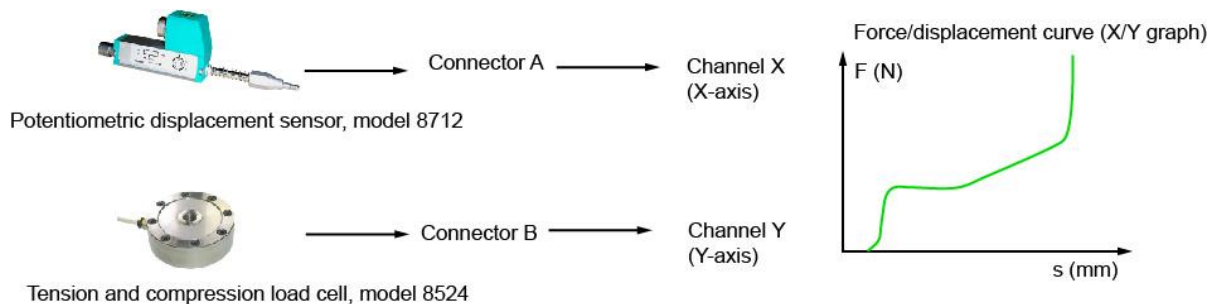 Force/displacement curve (X/Y graph)
Connector A
Channel X
(X-axis)
F (N)
Potentiometric displacement sensor, model 8712
Connector B
Channel Y
(Y-axis)
s (mm)
Tension and compression load cell, model 8524